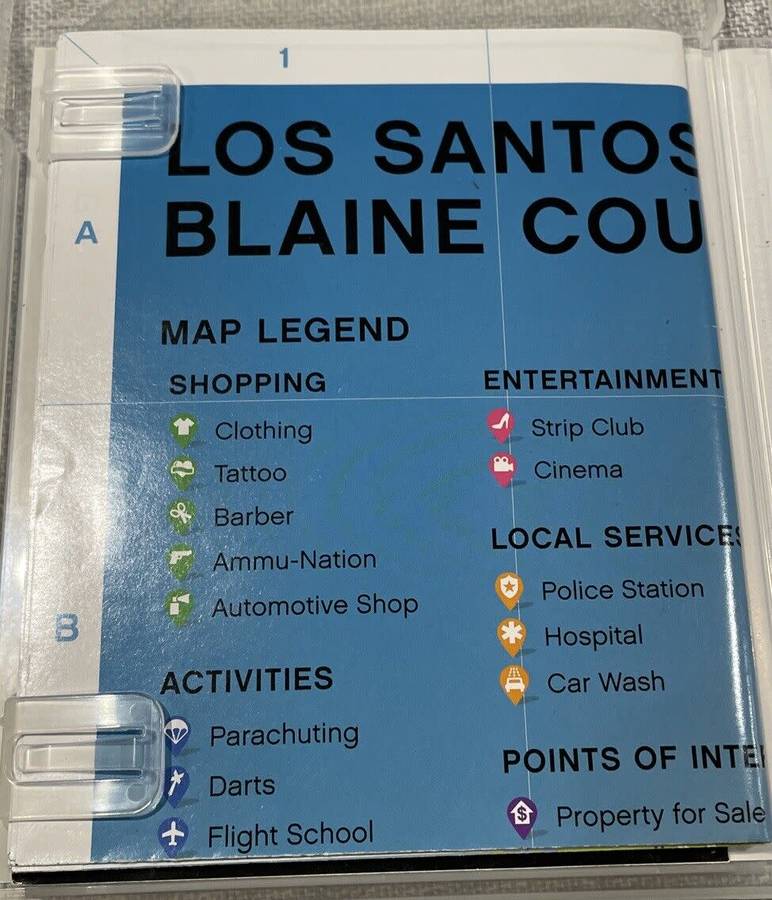 1
LOS SANTOS
A
BLAINE COU
MAP LEGEND
SHOPPING
Clothing
Tattoo
Barber
Ammu-Nation
Automotive Shop
B
ACTIVITIES
Parachuting
Darts
Flight School
ENTERTAINMENT
Strip Club
Cinema
LOCAL SERVICES
Police Station
Hospital
Car Wash
POINTS OF INTE
Property for Sale